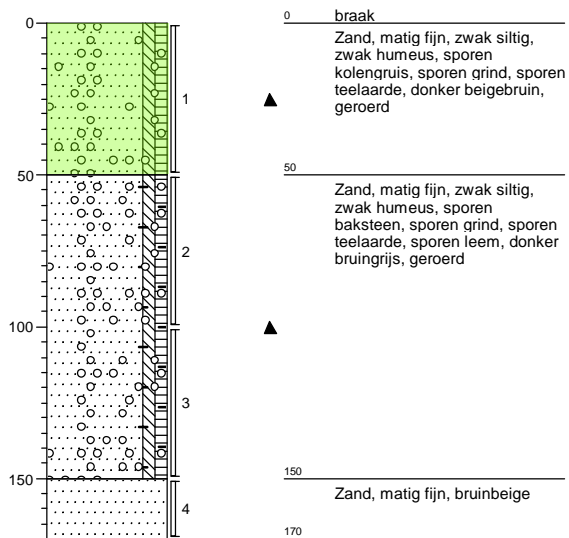 0
0
braak
Zand, matig fijn, zwak siltig,
zwak humeus, sporen
kolengruis, sporen grind, sporen
teelaarde, donker beigebruin,
geroerd
1
50
50
Zand, matig fijn, zwak siltig,
zwak humeus, sporen
baksteen, sporen grind, sporen
teelaarde, sporen leem, donker
bruingrijs, geroerd
2
100
3
150
150
Zand, matig fijn, bruinbeige
4
170